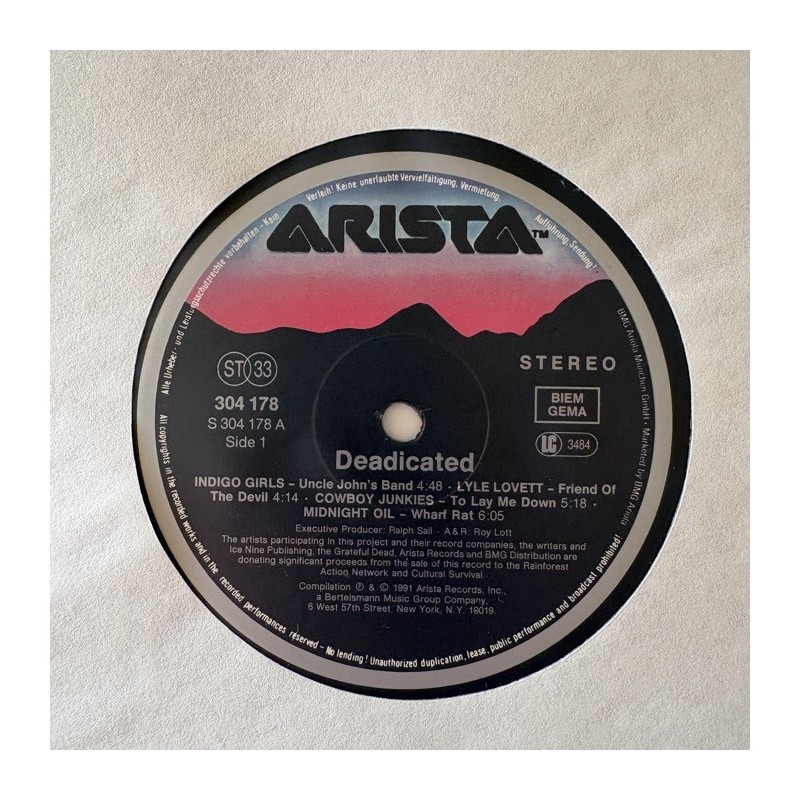 Alle Urheber- und Leistungsschutzrechte vorbehalten – Kein Verleih! Keine unerlaubte Vervielfältigung, Vermietung, Aufführung, Sendung!
ARISTA™
ST 33
STEREO
304 178
S 304 178 A
Side 1
BIEM
GEMA
LC 3484
Deadicated
INDIGO GIRLS – Uncle John's Band 4:48 · LYLE LOVETT – Friend Of
The Devil 4:14 · COWBOY JUNKIES – To Lay Me Down 5:18 ·
MIDNIGHT OIL – Wharf Rat 6:05
Executive Producer: Ralph Sall · A & R: Roy Lott
The artists participating in this project and their record companies, the writers and
Ice Nine Publishing, the Grateful Dead, Arista Records and BMG Distribution are
donating significant proceeds from the sale of this record to the Rainforest
Action Network and Cultural Survival.
Compilation ℗ & © 1991 Arista Records, Inc.,
a Bertelsmann Music Group Company,
6 West 57th Street, New York, N.Y. 10019.
BMG Ariola München GmbH · Marketed by BMG Ariola
All copyrights in the recorded works and in the recorded performances reserved – No lending! Unauthorized duplication, lease, public performance and broadcast prohibited!